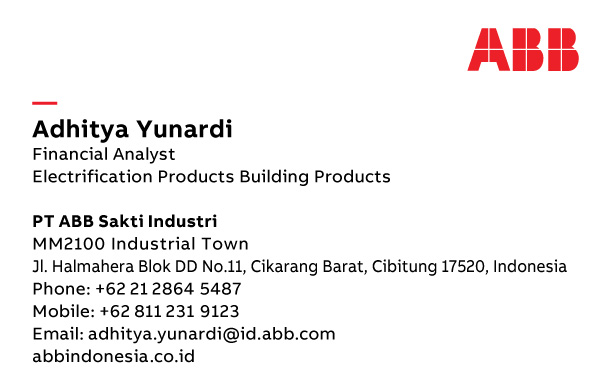 ABB
Adhitya Yunardi
Financial Analyst
Electrification Products Building Products
PT ABB Sakti Industri
MM2100 Industrial Town
Jl. Halmahera Blok DD No.11, Cikarang Barat, Cibitung 17520, Indonesia
Phone: +62 21 2864 5487
Mobile: +62 811 231 9123
Email: adhitya.yunardi@id.abb.com
abbindonesia.co.id